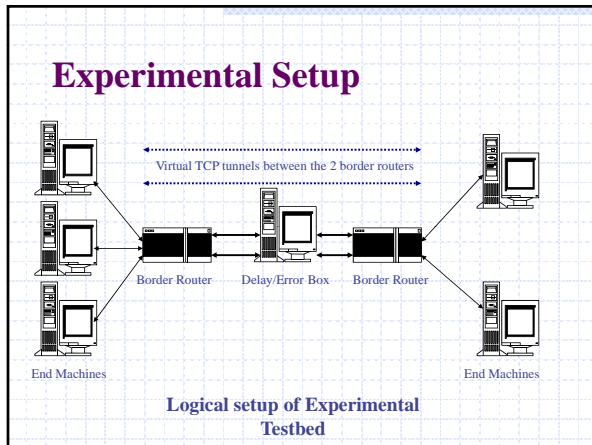 Experimental Setup
Virtual TCP tunnels between the 2 border routers
Border Router
Delay/Error Box
Border Router
End Machines
End Machines
Logical setup of Experimental
Testbed